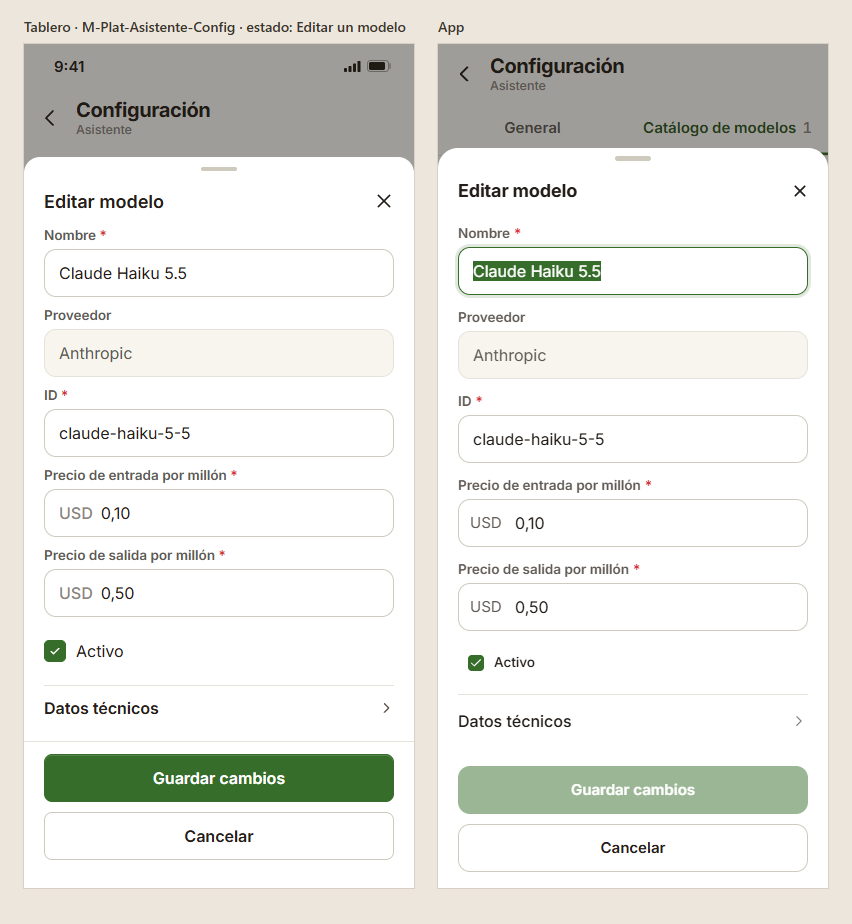 Tablero · M-Plat-Asistente-Config · estado: Editar un modelo
9:41
Configuración
Asistente
Editar modelo
Nombre *
Claude Haiku 5.5
Proveedor
Anthropic
ID *
claude-haiku-5-5
Precio de entrada por millón *
USD 0,10
Precio de salida por millón *
USD 0,50
Activo
Datos técnicos
Guardar cambios
Cancelar
App
Configuración
Asistente
General
Catálogo de modelos 1
Editar modelo
Nombre *
Claude Haiku 5.5
Proveedor
Anthropic
ID *
claude-haiku-5-5
Precio de entrada por millón *
USD 0,10
Precio de salida por millón *
USD 0,50
Activo
Datos técnicos
Guardar cambios
Cancelar